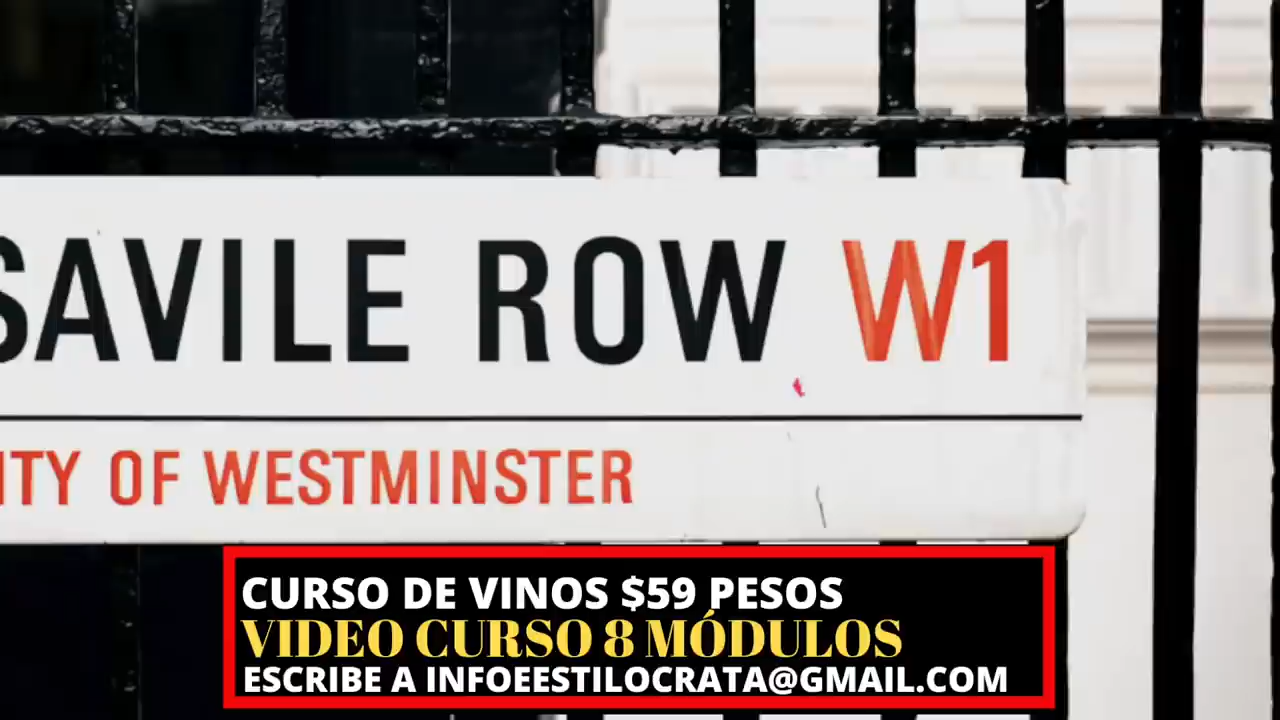 SAVILE ROW W1
ITY OF WESTMINSTER
CURSO DE VINOS $59 PESOS
VIDEO CURSO 8 MÓDULOS
ESCRIBE A INFOEESTILOCRATA@GMAIL.COM